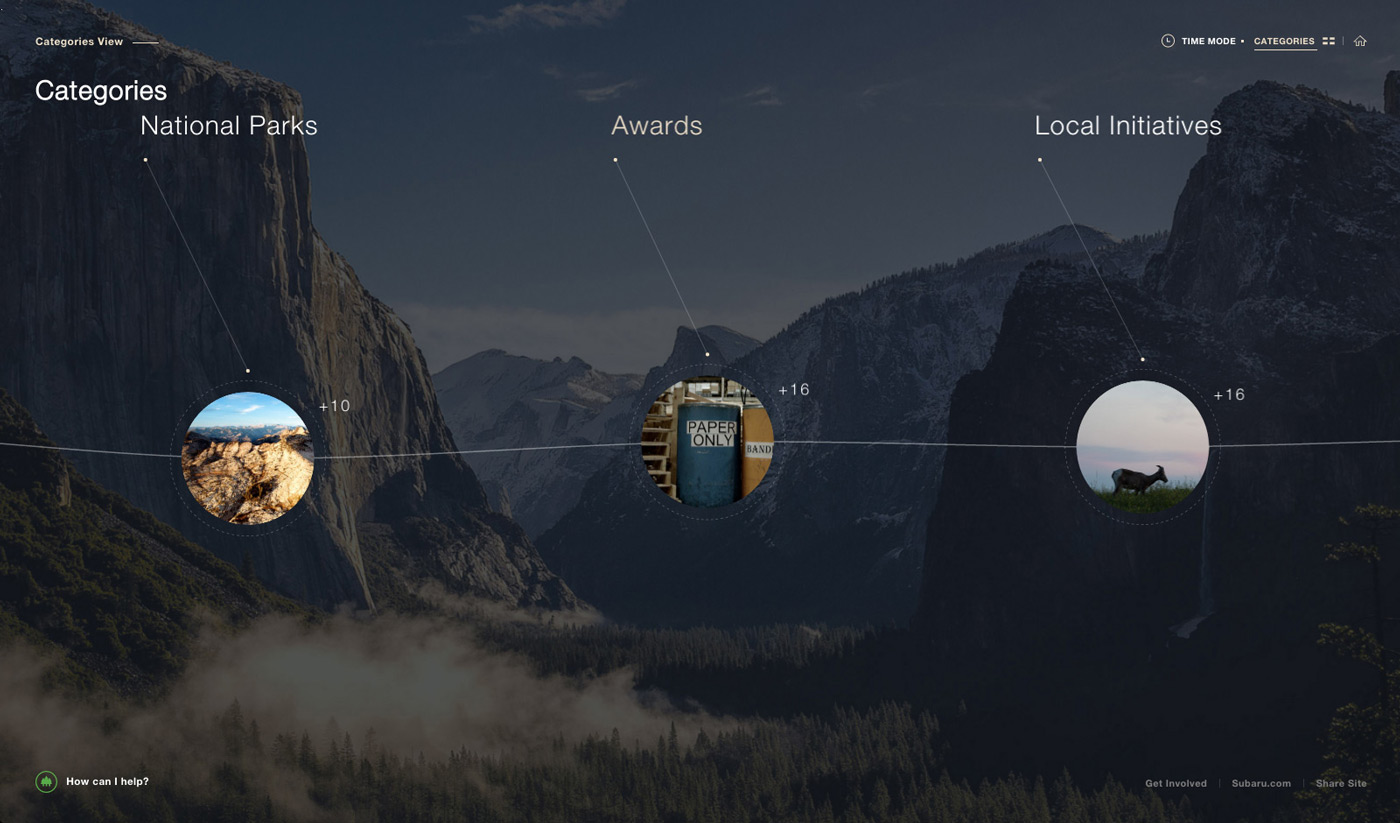 Categories View
TIME MODE • CATEGORIES
Categories
National Parks
Awards
Local Initiatives
+10
+16
+16
PAPER
ONLY
BAND
How can I help?
Get Involved | Subaru.com | Share Site